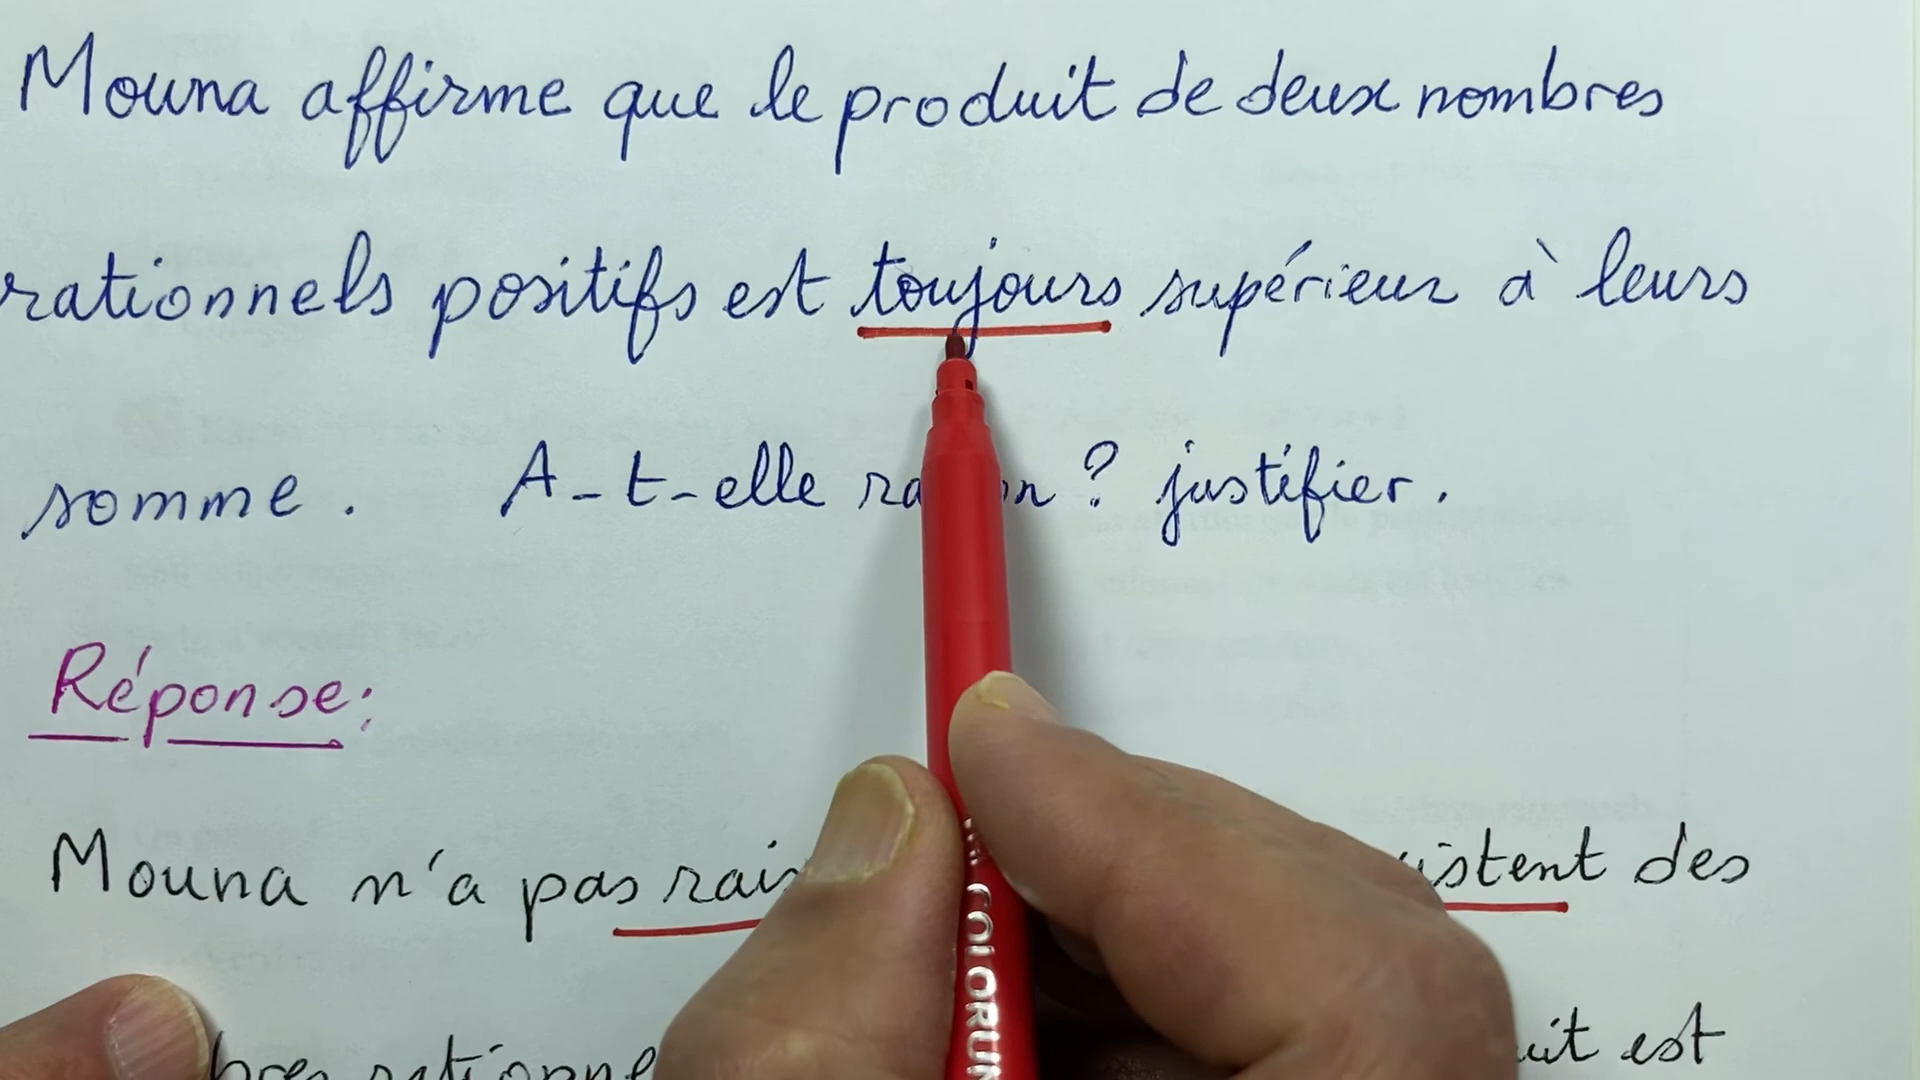 Mouna affirme que le produit de deux nombres
rationnels positifs est toujours supérieur à leurs
somme. A-t-elle ? justifier.
Réponse:
Mouna n'a pas des
est
COLORUM